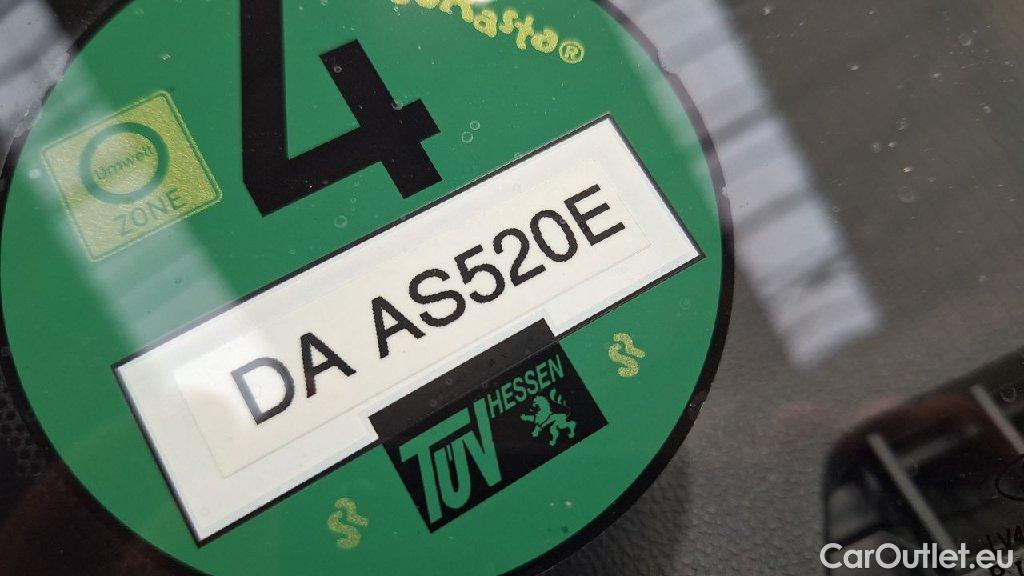 4
Umwelt
ZONE
DA AS520E
TÜV HESSEN
CarOutlet.eu